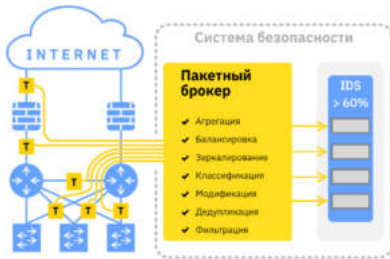 INTERNET
Система безопасности
Пакетный
брокер
✓ Агрегация
✓ Балансировка
✓ Зеркалирование
✓ Классификация
✓ Модификация
✓ Дедупликация
✓ Фильтрация
IDS
> 60%
T
T
T
T
T
T